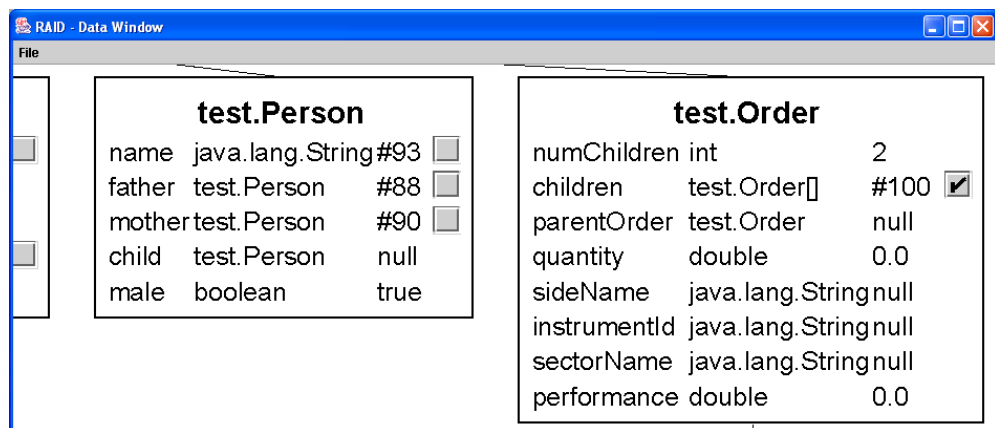 RAID - Data Window
File
test.Person
name java.lang.String #93
father test.Person #88
mother test.Person #90
child test.Person null
male boolean true
test.Order
numChildren int 2
children test.Order[] #100
parentOrder test.Order null
quantity double 0.0
sideName java.lang.String null
instrumentId java.lang.String null
sectorName java.lang.String null
performance double 0.0